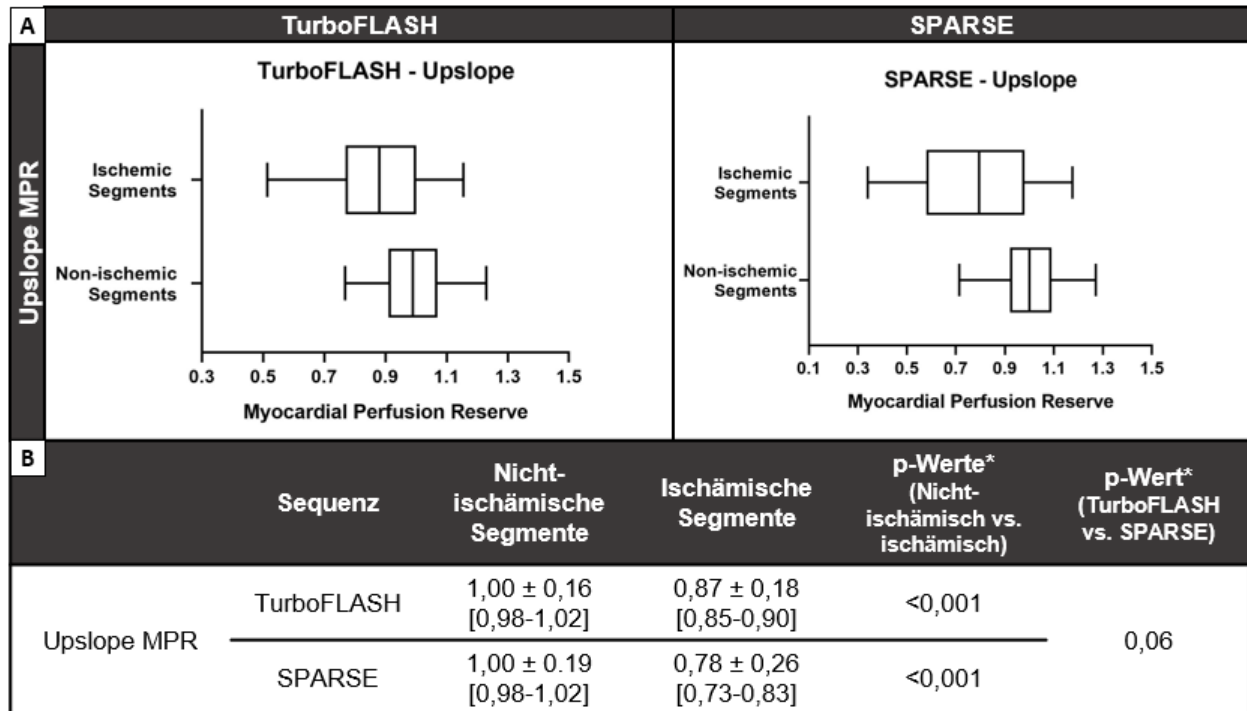 A
TurboFLASH
SPARSE
Upslope MPR
TurboFLASH - Upslope
Ischemic
Segments
Non-ischemic
Segments
0.3 0.5 0.7 0.9 1.1 1.3 1.5
Myocardial Perfusion Reserve
SPARSE - Upslope
Ischemic
Segments
Non-ischemic
Segments
0.1 0.3 0.5 0.7 0.9 1.1 1.3 1.5
Myocardial Perfusion Reserve
B
Sequenz
Nicht-
ischämische
Segmente
Ischämische
Segmente
p-Werte*
(Nicht-
ischämisch vs.
ischämisch)
p-Wert*
(TurboFLASH
vs. SPARSE)
Upslope MPR
TurboFLASH
1,00 ± 0,16
[0,98-1,02]
0,87 ± 0,18
[0,85-0,90]
<0,001
SPARSE
1,00 ± 0.19
[0,98-1,02]
0,78 ± 0,26
[0,73-0,83]
<0,001
0,06